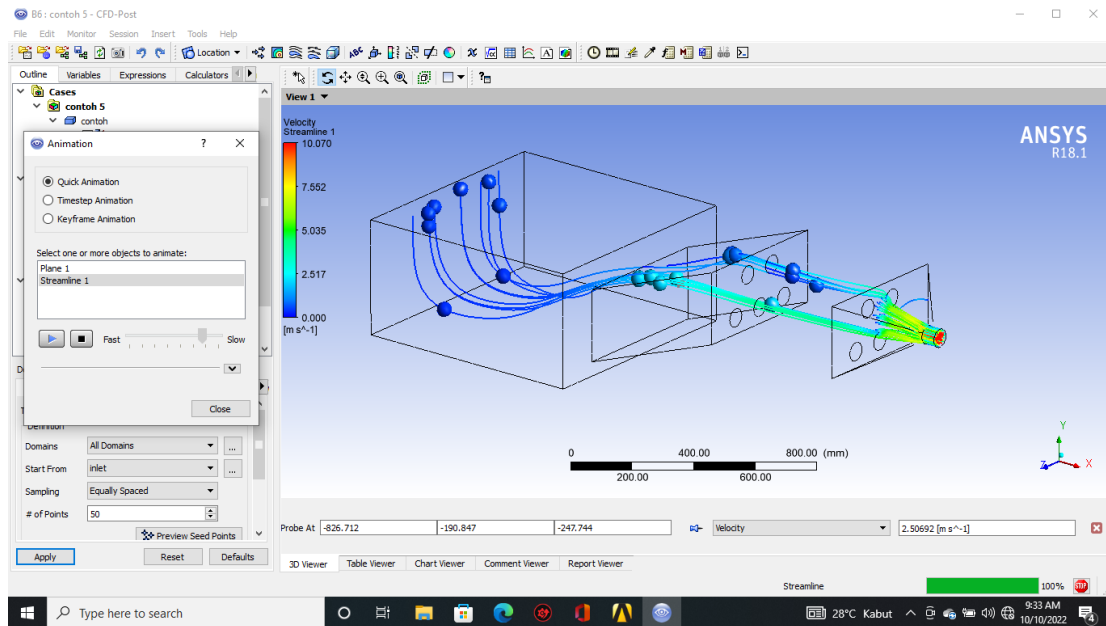 B6 : contoh 5 - CFD-Post
File Edit Monitor Session Insert Tools Help
Location
Outline Variables Expressions Calculators
Cases
contoh 5
contoh
Animation ? ×
Quick Animation
Timestep Animation
Keyframe Animation
Select one or more objects to animate:
Plane 1
Streamline 1
Fast Slow
Close
Definition
Domains All Domains ...
Start From inlet ...
Sampling Equally Spaced
# of Points 50
Preview Seed Points
Apply Reset Defaults
View 1
Velocity
Streamline 1
10.070
7.552
5.035
2.517
0.000
[m s^-1]
ANSYS
R18.1
0 400.00 800.00 (mm)
200.00 600.00
Y
Z X
Probe At -826.712 -190.847 -247.744 Velocity 2.50692 [m s^-1]
3D Viewer Table Viewer Chart Viewer Comment Viewer Report Viewer
Streamline 100% STOP
Type here to search
28°C Kabut
9:33 AM
10/10/2022
4